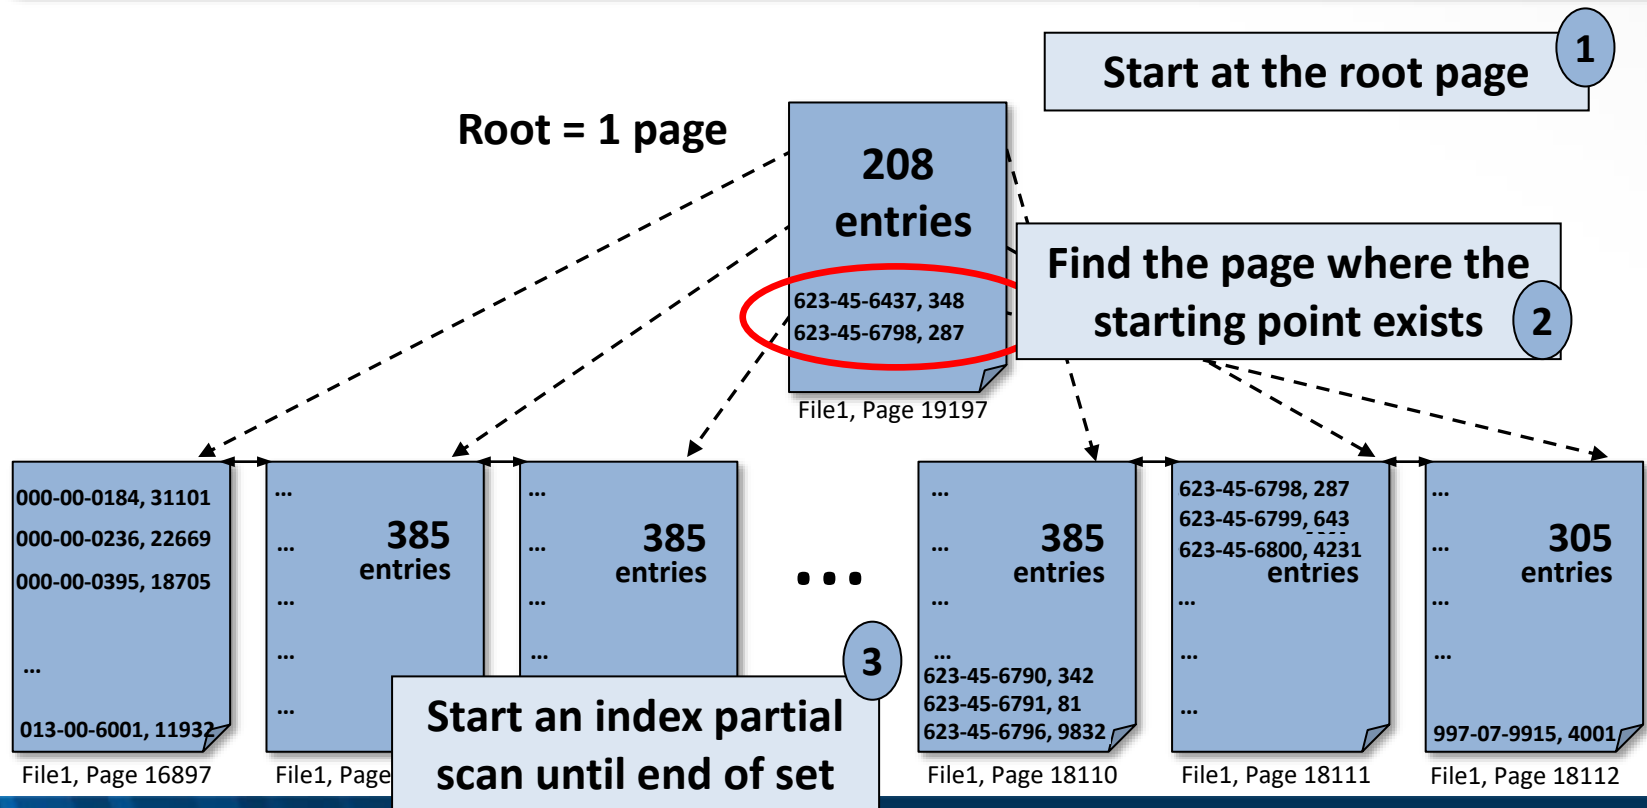 Start at the root page
1
Root = 1 page
208
entries
623-45-6437, 348
623-45-6798, 287
Find the page where the
starting point exists
2
File1, Page 19197
000-00-0184, 31101
000-00-0236, 22669
000-00-0395, 18705
...
013-00-6001, 11932
File1, Page 16897
...
...
385
entries
...
...
...
File1, Page
...
...
385
entries
...
...
...
3
Start an index partial
scan until end of set
...
...
385
entries
...
...
623-45-6790, 342
623-45-6791, 81
623-45-6796, 9832
File1, Page 18110
623-45-6798, 287
623-45-6799, 643
623-45-6800, 4231
entries
...
...
...
File1, Page 18111
...
...
305
entries
...
...
997-07-9915, 4001
File1, Page 18112